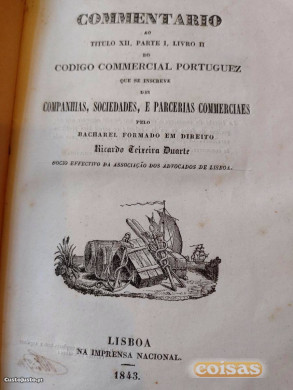 COMMENTARIO
AO
TITULO XII, PARTE I, LIVRO II
DO
CODIGO COMMERCIAL PORTUGUEZ
QUE SE INSCREVE
DAS
COMPANHIAS, SOCIEDADES, E PARCERIAS COMMERCIAES
PELO
BACHAREL FORMADO EM DIREITO
Ricardo Teixeira Duarte
SOCIO EFFECTIVO DA ASSOCIAÇÃO DOS ADVOGADOS DE LISBOA.
LISBOA
NA IMPRENSA NACIONAL.
1843.
CustoJusto.pt
coisas